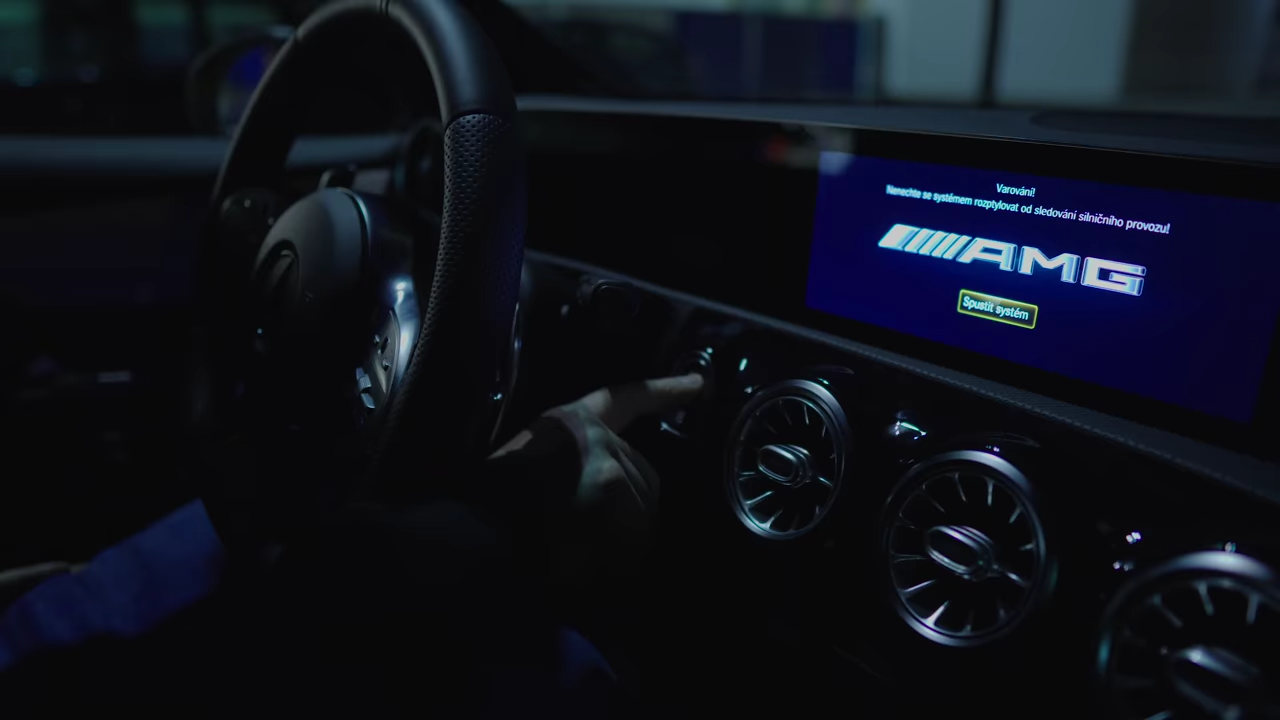 Varování!
Nenechte se systémem rozptylovat od sledování silničního provozu!
AMG
Spustit systém